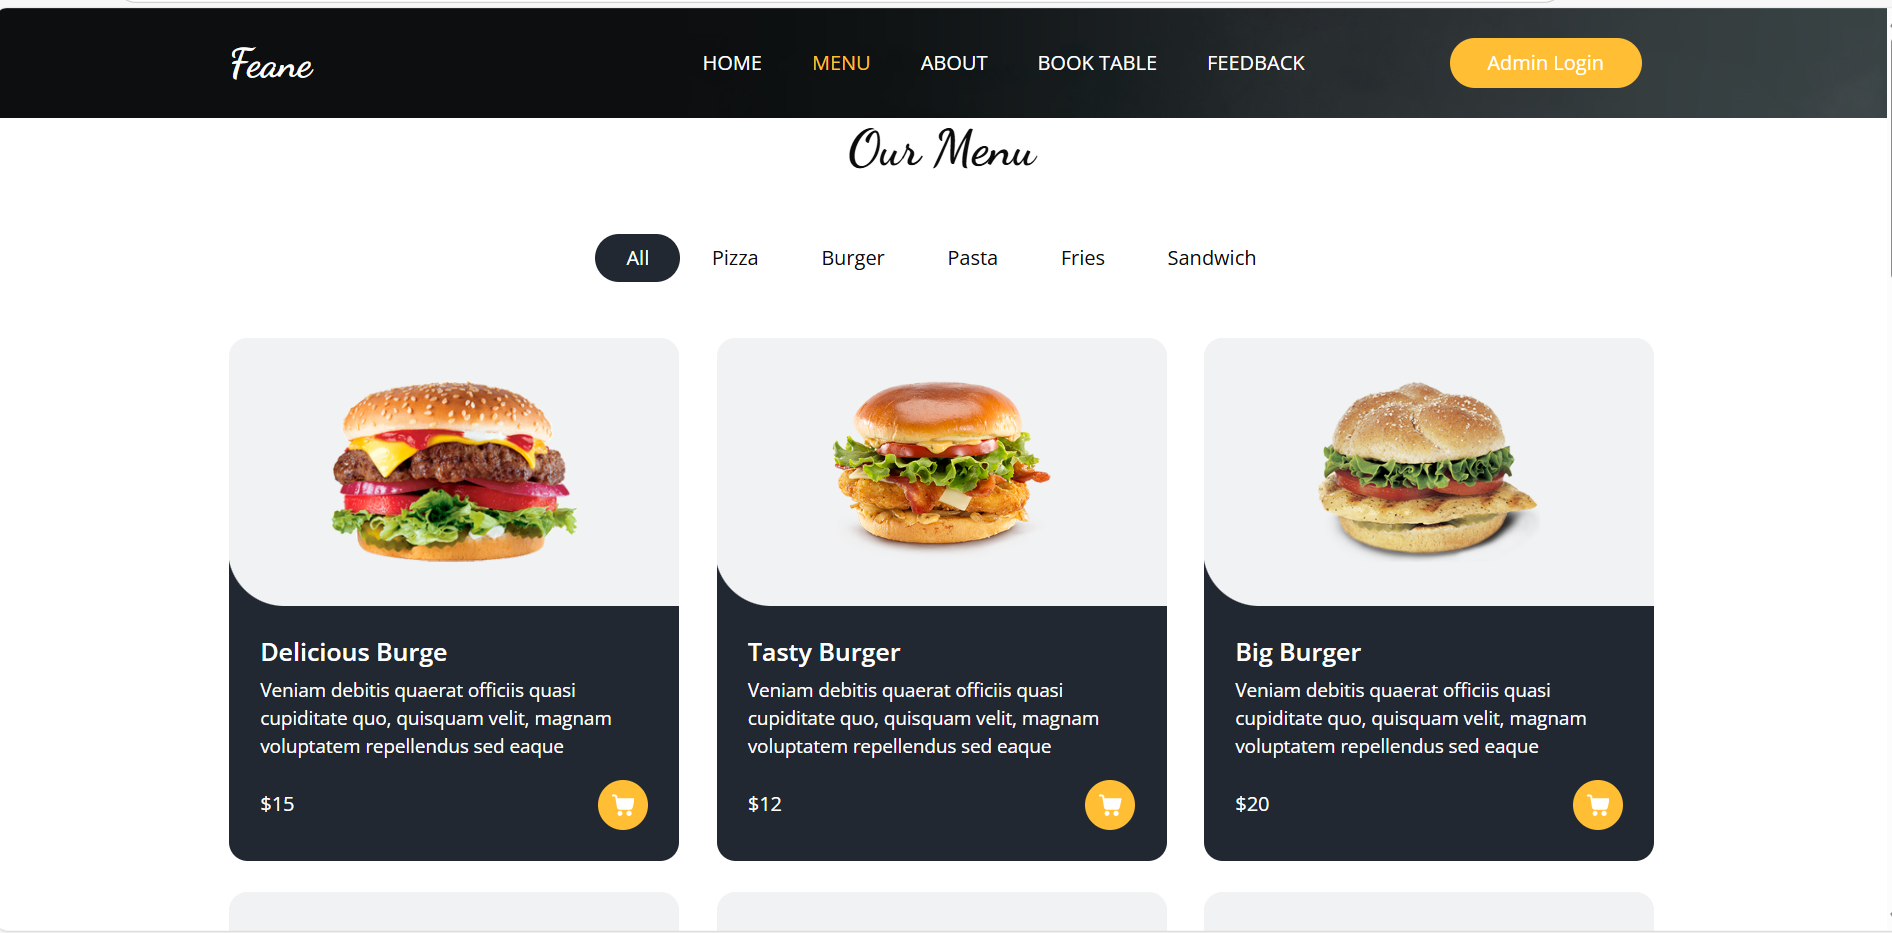 Feane
HOME MENU ABOUT BOOK TABLE FEEDBACK
Admin Login
Our Menu
All Pizza Burger Pasta Fries Sandwich
Delicious Burge
Veniam debitis quaerat officiis quasi
cupiditate quo, quisquam velit, magnam
voluptatem repellendus sed eaque
$15
Tasty Burger
Veniam debitis quaerat officiis quasi
cupiditate quo, quisquam velit, magnam
voluptatem repellendus sed eaque
$12
Big Burger
Veniam debitis quaerat officiis quasi
cupiditate quo, quisquam velit, magnam
voluptatem repellendus sed eaque
$20